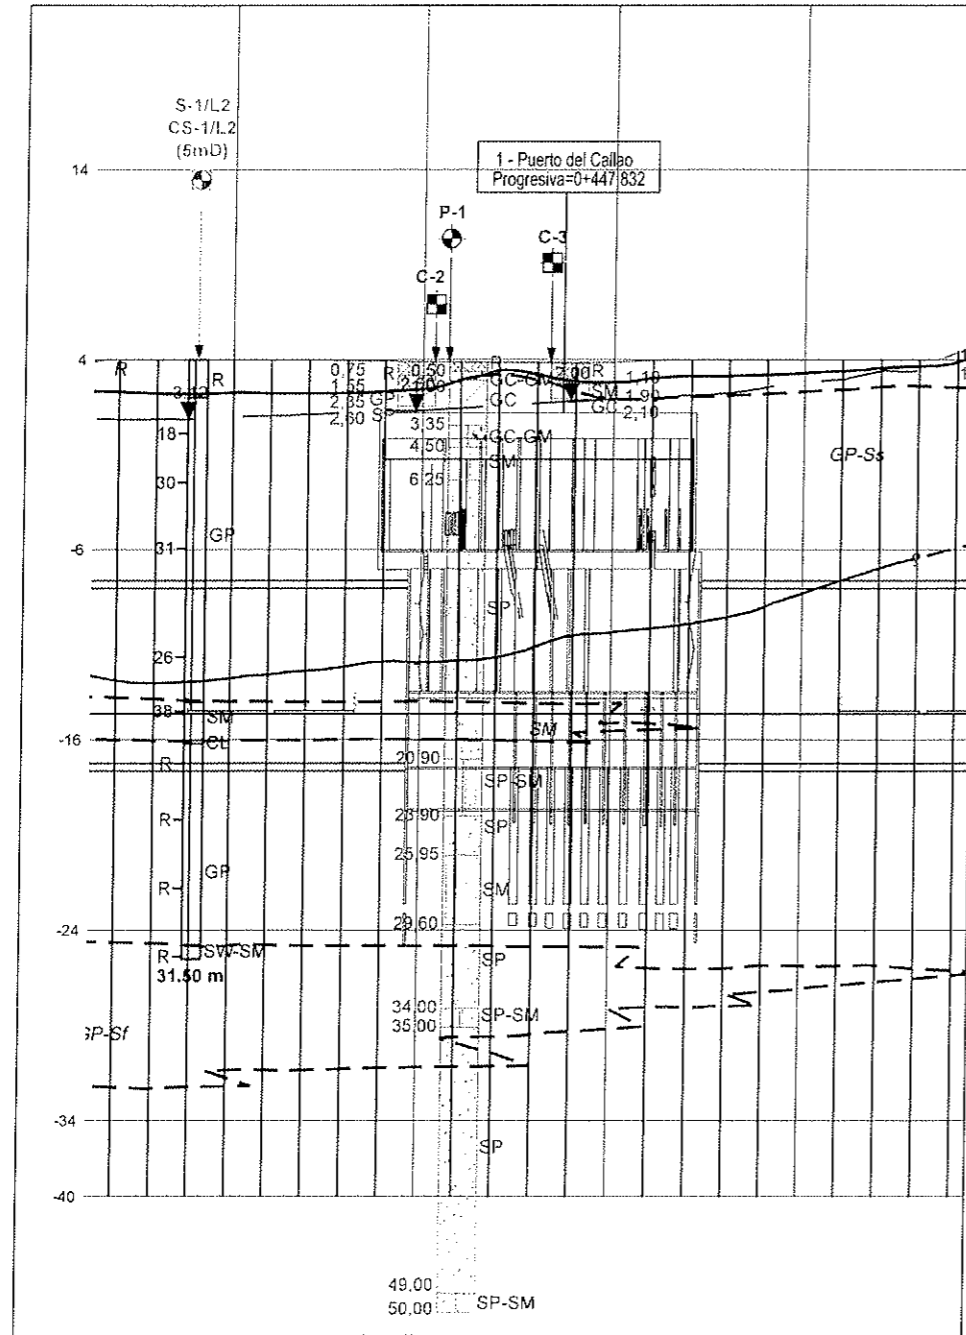 S-1/L2
CS-1/L2
(5mD)
14
1 - Puerto del Callao
Progresiva=0+447.832
P-1
C-3
C-2
4
R
R
0,75
R
0,50
R
2,00
R
1,10
1,55
GC-GM
SM
1,90
2,35
GP
GC
GC
2,10
2,60
SP
3,35
18
GC-GM
4,50
SM
GP-Ss
30
6,25
GP
31
-6
SP
26
38
SM
SM
-16
CL
20,90
R
SP-SM
23,90
R
SP
25,95
GP
R
SM
29,60
-24
SW-SM
R
SP
31.50 m
34,00
SP-SM
35,00
GP-Sf
-34
SP
-40
49,00
50,00
SP-SM